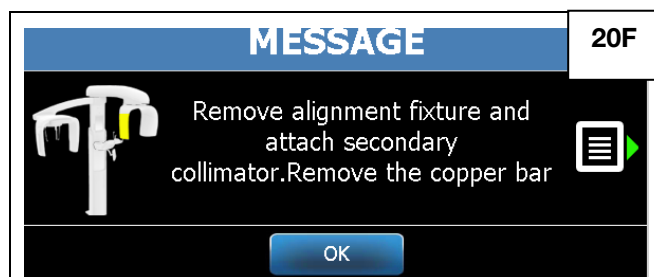 MESSAGE
20F
Remove alignment fixture and
attach secondary
collimator.Remove the copper bar
OK